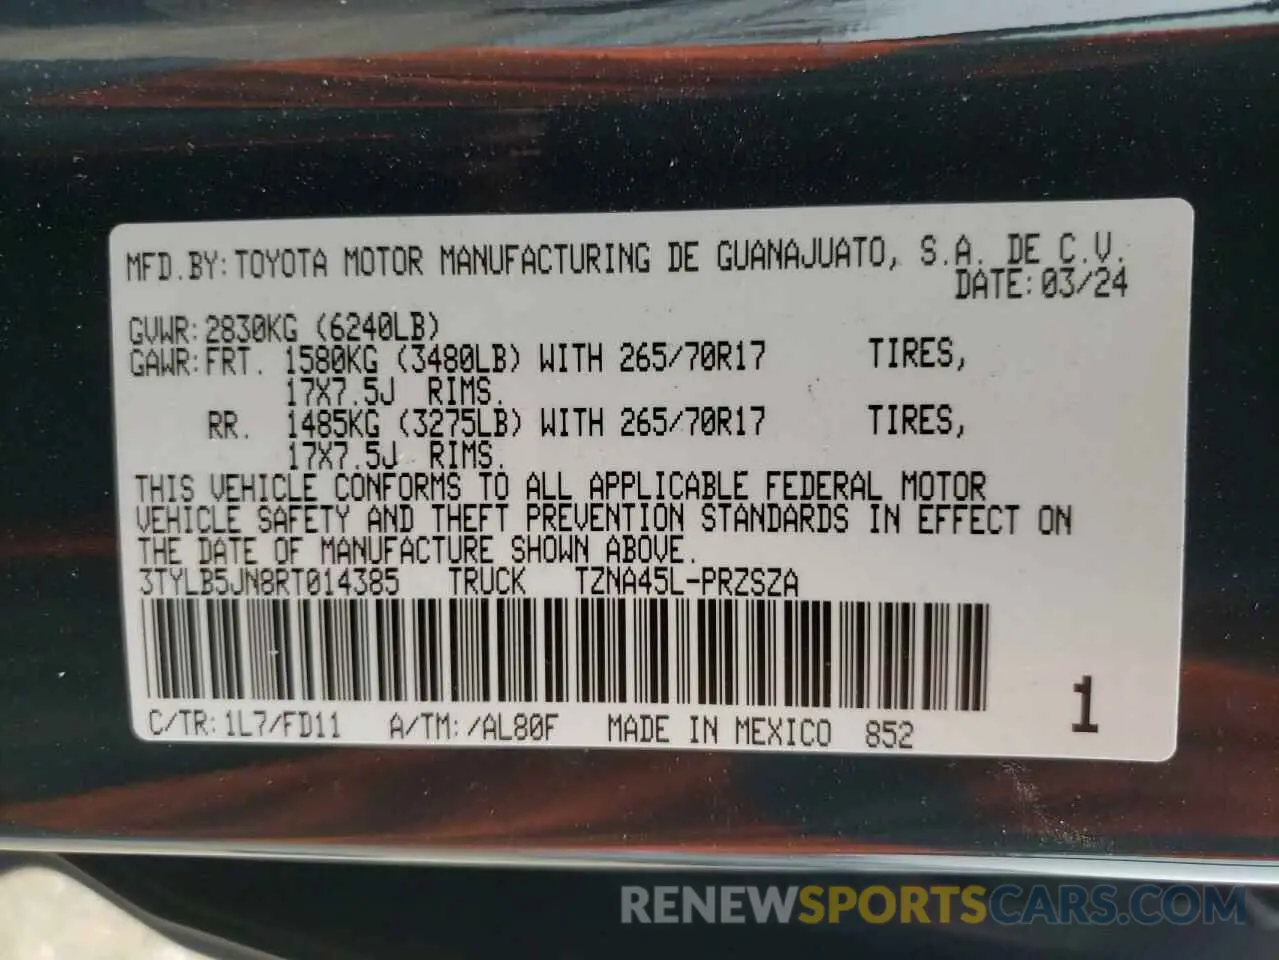 MFD.BY: TOYOTA MOTOR MANUFACTURING DE GUANAJUATO, S.A. DE C.V.
DATE: 03/24
GVWR: 2830KG (6240LB)
GAWR: FRT. 1580KG (3480LB) WITH 265/70R17 TIRES,
17X7.5J RIMS.
RR. 1485KG (3275LB) WITH 265/70R17 TIRES,
17X7.5J RIMS.
THIS VEHICLE CONFORMS TO ALL APPLICABLE FEDERAL MOTOR
VEHICLE SAFETY AND THEFT PREVENTION STANDARDS IN EFFECT ON
THE DATE OF MANUFACTURE SHOWN ABOVE.
3TYLB5JN8RT014385 TRUCK TZNA45L-PRZSZA
C/TR: 1L7/FD11 A/TM: /AL80F MADE IN MEXICO 852
1
RENEWSPORTSCARS.COM